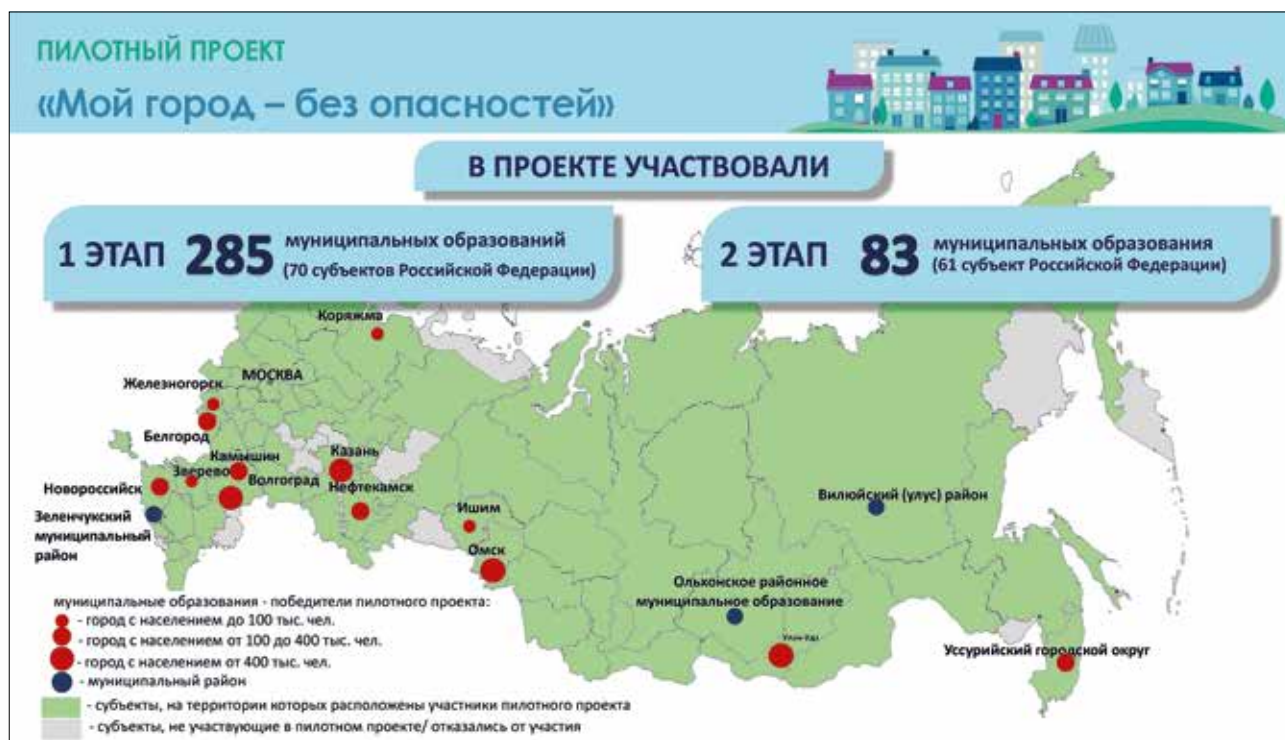 ПИЛОТНЫЙ ПРОЕКТ
«Мой город – без опасностей»
В ПРОЕКТЕ УЧАСТВОВАЛИ
1 ЭТАП 285 муниципальных образований
(70 субъектов Российской Федерации)
2 ЭТАП 83 муниципальных образования
(61 субъект Российской Федерации)
Коряжма
МОСКВА
Железногорск
Белгород
Камышин
Казань
Зверево
Волгоград
Новороссийск
Нефтекамск
Зеленчукский
муниципальный
район
Ишим
Омск
Вилюйский (улус) район
Ольхонское районное
муниципальное образование
Улан-Удэ
Уссурийский городской округ
муниципальные образования - победители пилотного проекта:
- город с населением до 100 тыс. чел.
- город с населением от 100 до 400 тыс. чел.
- город с населением от 400 тыс. чел.
- муниципальный район
- субъекты, на территории которых расположены участники пилотного проекта
- субъекты, не участвующие в пилотном проекте/ отказались от участия